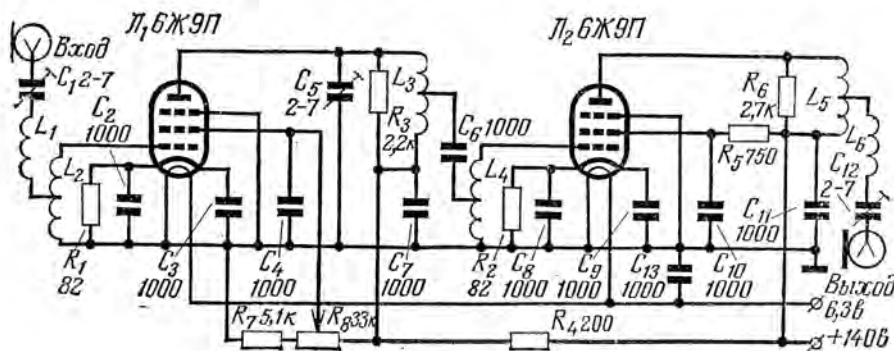 Л₁ 6Ж9П
Л₂ 6Ж9П
Вход
C₁ 2-7
C₂
1000
L₁
L₂
R₁
82
C₃
1000
C₄
1000
C₅
2-7
R₃
2,2к
L₃
C₆ 1000
C₇
1000
L₄
R₂
82
C₈
1000
C₉
1000
C₁₃
1000
C₁₀
1000
R₅ 750
R₆
2,7к
L₅
L₆
C₁₂
2-7
C₁₁
1000
Выход
R₇ 5,1к
R₈ 33к
R₄ 200
6,3в
+140в